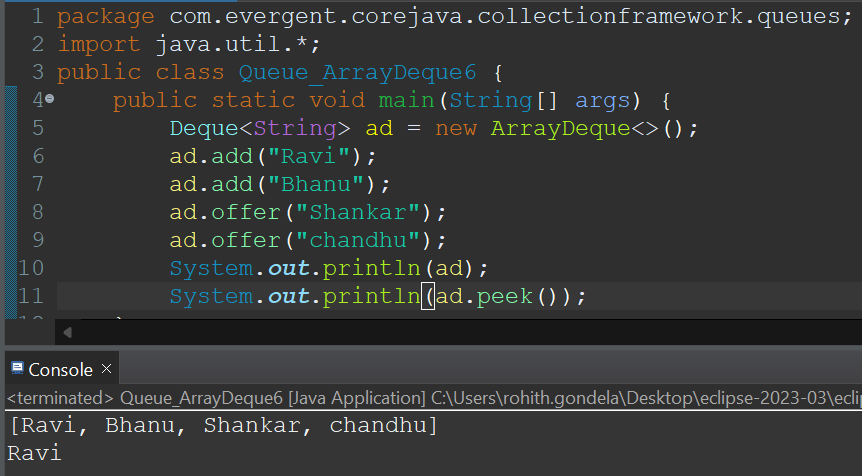 1 package com.evergent.corejava.collectionframework.queues;
2 import java.util.*;
3 public class Queue_ArrayDeque6 {
4 public static void main(String[] args) {
5 Deque<String> ad = new ArrayDeque<>();
6 ad.add("Ravi");
7 ad.add("Bhanu");
8 ad.offer("Shankar");
9 ad.offer("chandhu");
10 System.out.println(ad);
11 System.out.println(ad.peek());
Console
<terminated> Queue_ArrayDeque6 [Java Application] C:\Users\rohith.gondela\Desktop\eclipse-2023-03\eclip
[Ravi, Bhanu, Shankar, chandhu]
Ravi